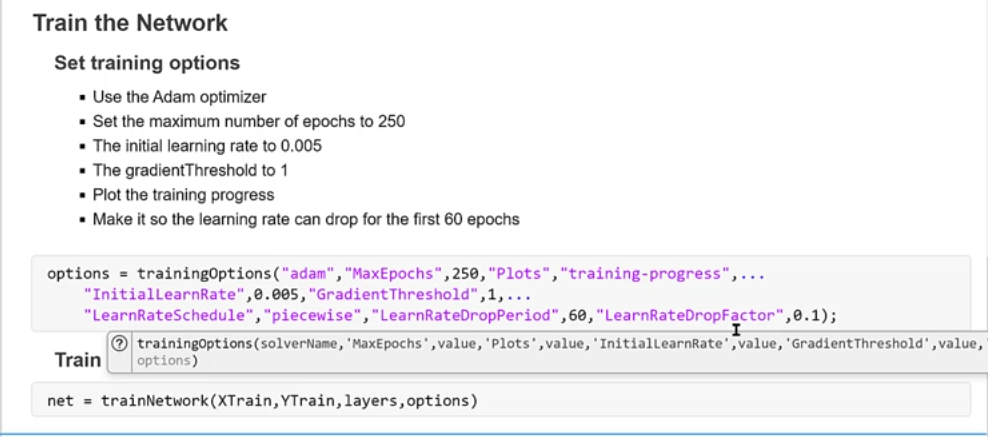 Train the Network
Set training options
▪ Use the Adam optimizer
▪ Set the maximum number of epochs to 250
▪ The initial learning rate to 0.005
▪ The gradientThreshold to 1
▪ Plot the training progress
▪ Make it so the learning rate can drop for the first 60 epochs
options = trainingOptions("adam","MaxEpochs",250,"Plots","training-progress",...
"InitialLearnRate",0.005,"GradientThreshold",1,...
"LearnRateSchedule","piecewise","LearnRateDropPeriod",60,"LearnRateDropFactor",0.1);
trainingOptions(solverName,'MaxEpochs',value,'Plots',value,'InitialLearnRate',value,'GradientThreshold',value,'
options)
Train
net = trainNetwork(XTrain,YTrain,layers,options)